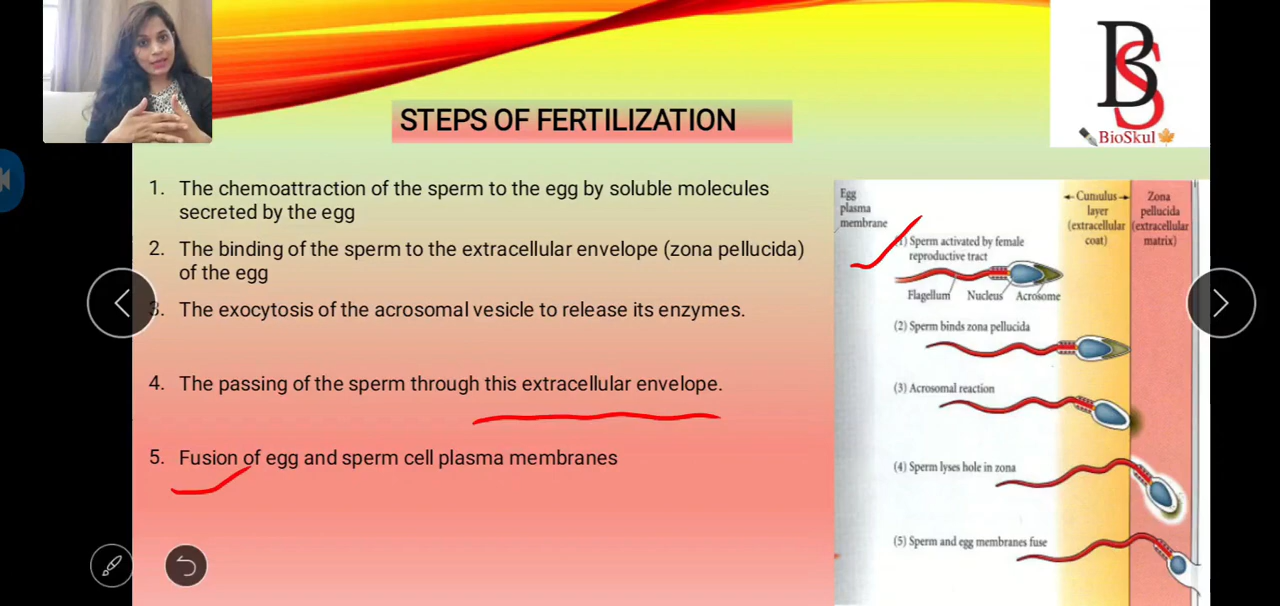 BS
BioSkul
STEPS OF FERTILIZATION
1. The chemoattraction of the sperm to the egg by soluble molecules
secreted by the egg
2. The binding of the sperm to the extracellular envelope (zona pellucida)
of the egg
3. The exocytosis of the acrosomal vesicle to release its enzymes.
4. The passing of the sperm through this extracellular envelope.
5. Fusion of egg and sperm cell plasma membranes
Egg
plasma
membrane
Cumulus
layer
(extracellular
coat)
Zona
pellucida
(extracellular
matrix)
(1) Sperm activated by female
reproductive tract
Flagellum Nucleus Acrosome
(2) Sperm binds zona pellucida
(3) Acrosomal reaction
(4) Sperm lyses hole in zona
(5) Sperm and egg membranes fuse